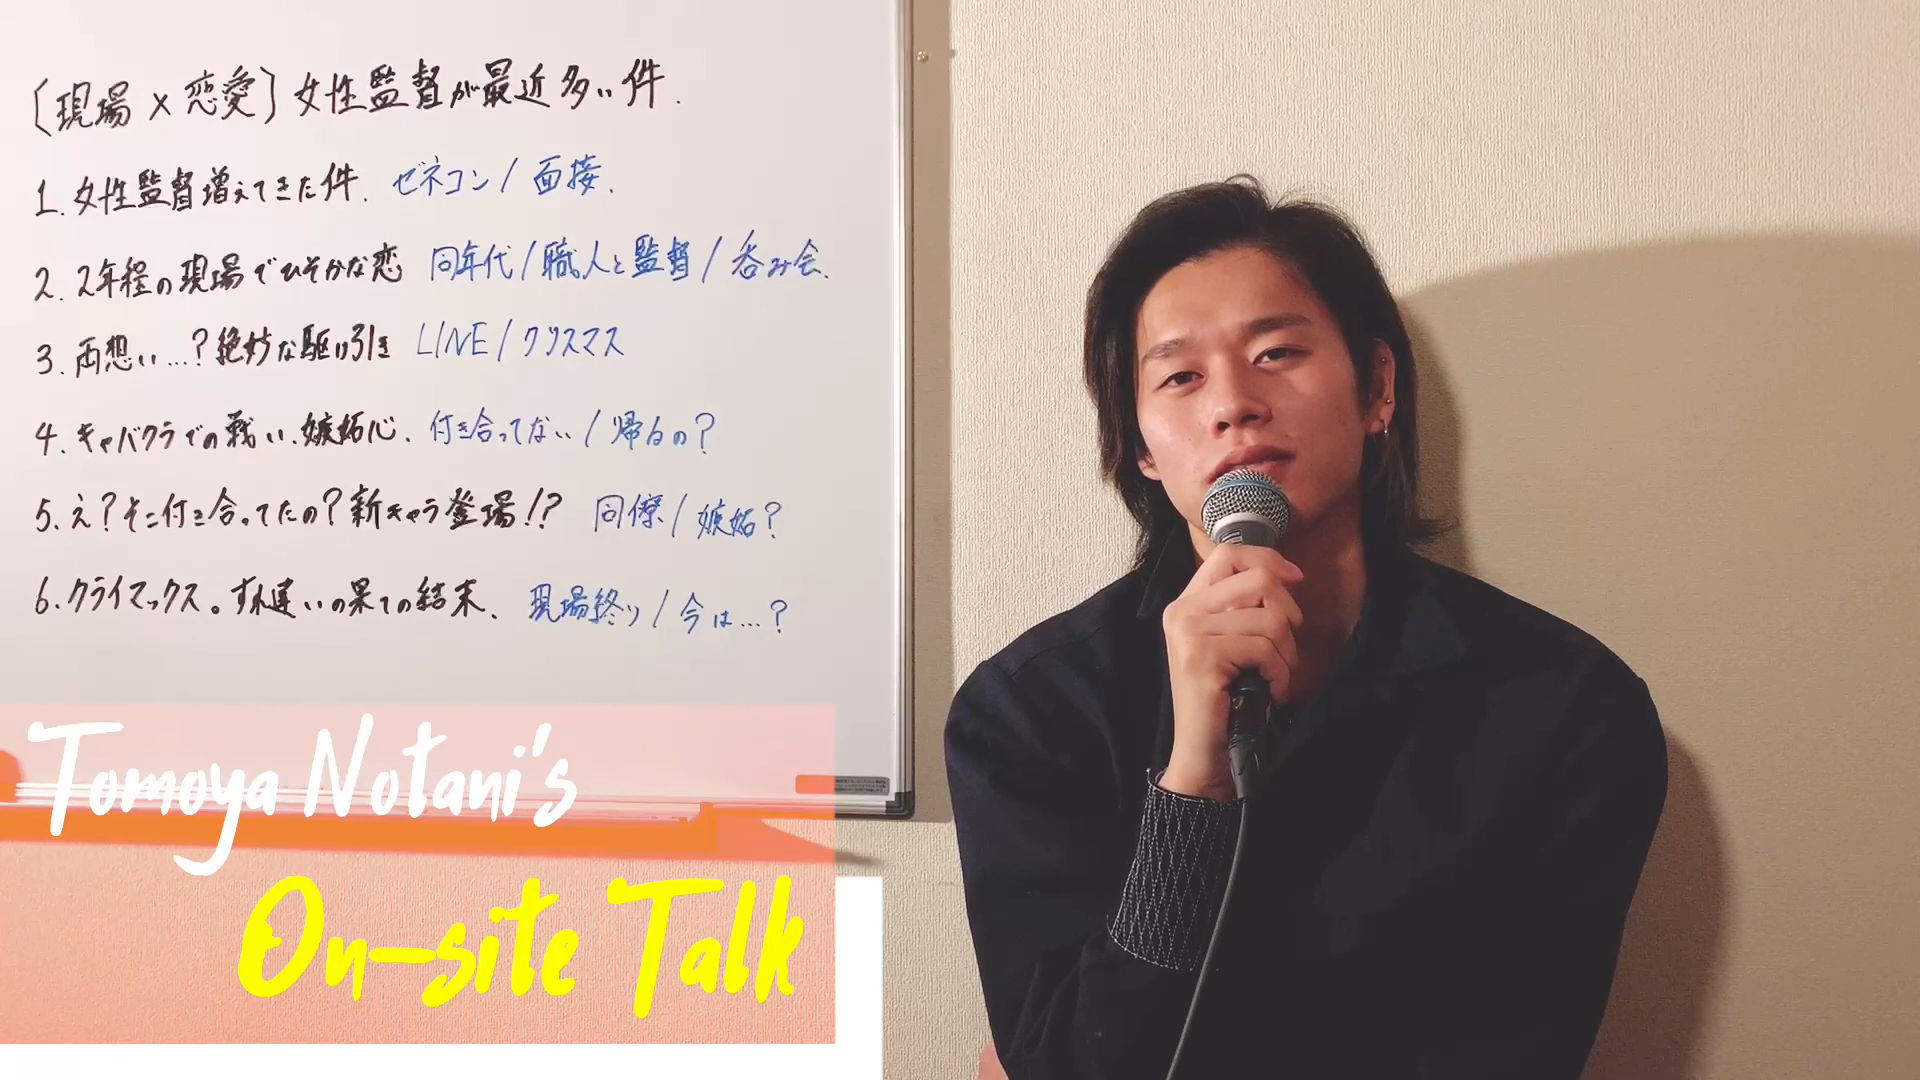 〔現場×恋愛〕女性監督が最近多い件.
1. 女性監督増えてきた件. ゼネコン / 面接.
2. 2年程の現場でひそかな恋 同年代 / 職人と監督 / 呑み会.
3. 両想い…?絶妙な駆け引き LINE / クリスマス
4. キャバクラでの戦い、嫉妬心. 付き合ってない / 帰るの?
5. え?そこ付き合ってたの?新キャラ登場!? 同僚 / 嫉妬?
6. クライマックス。すれ違いの果ての結末. 現場終り / 今は…?
Tomoya Notani's
On-site Talk